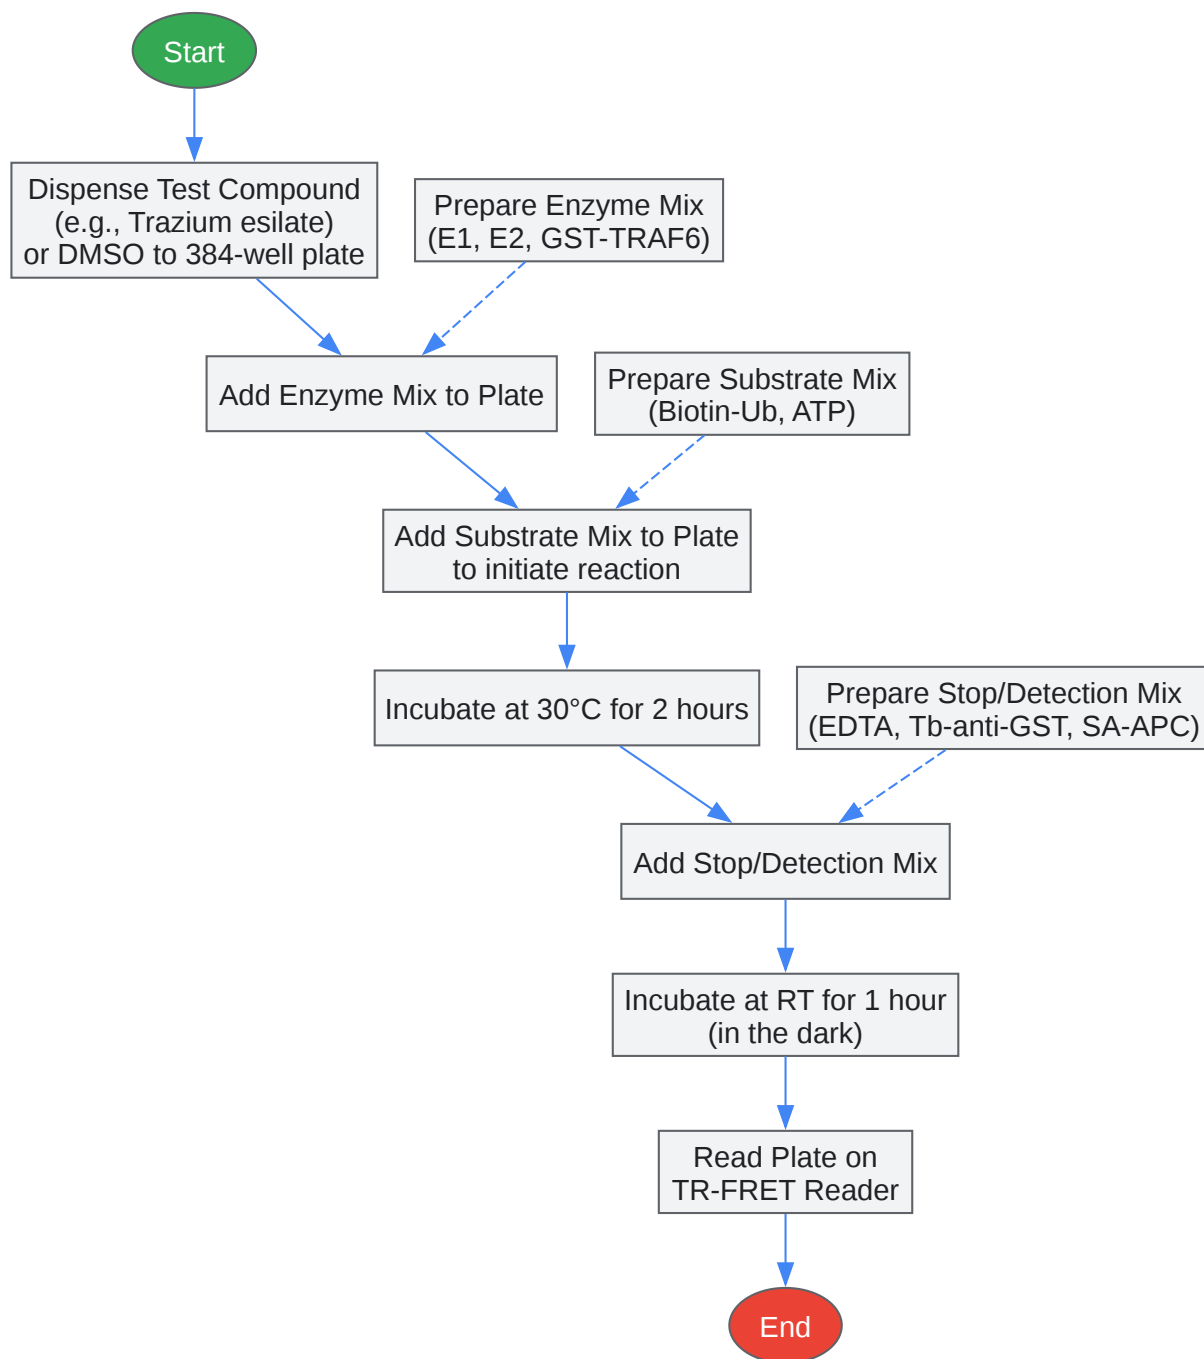 Start
Dispense Test Compound
(e.g., Trazium esilate)
or DMSO to 384-well plate
Prepare Enzyme Mix
(E1, E2, GST-TRAF6)
Add Enzyme Mix to Plate
Prepare Substrate Mix
(Biotin-Ub, ATP)
Add Substrate Mix to Plate
to initiate reaction
Incubate at 30°C for 2 hours
Prepare Stop/Detection Mix
(EDTA, Tb-anti-GST, SA-APC)
Add Stop/Detection Mix
Incubate at RT for 1 hour
(in the dark)
Read Plate on
TR-FRET Reader
End